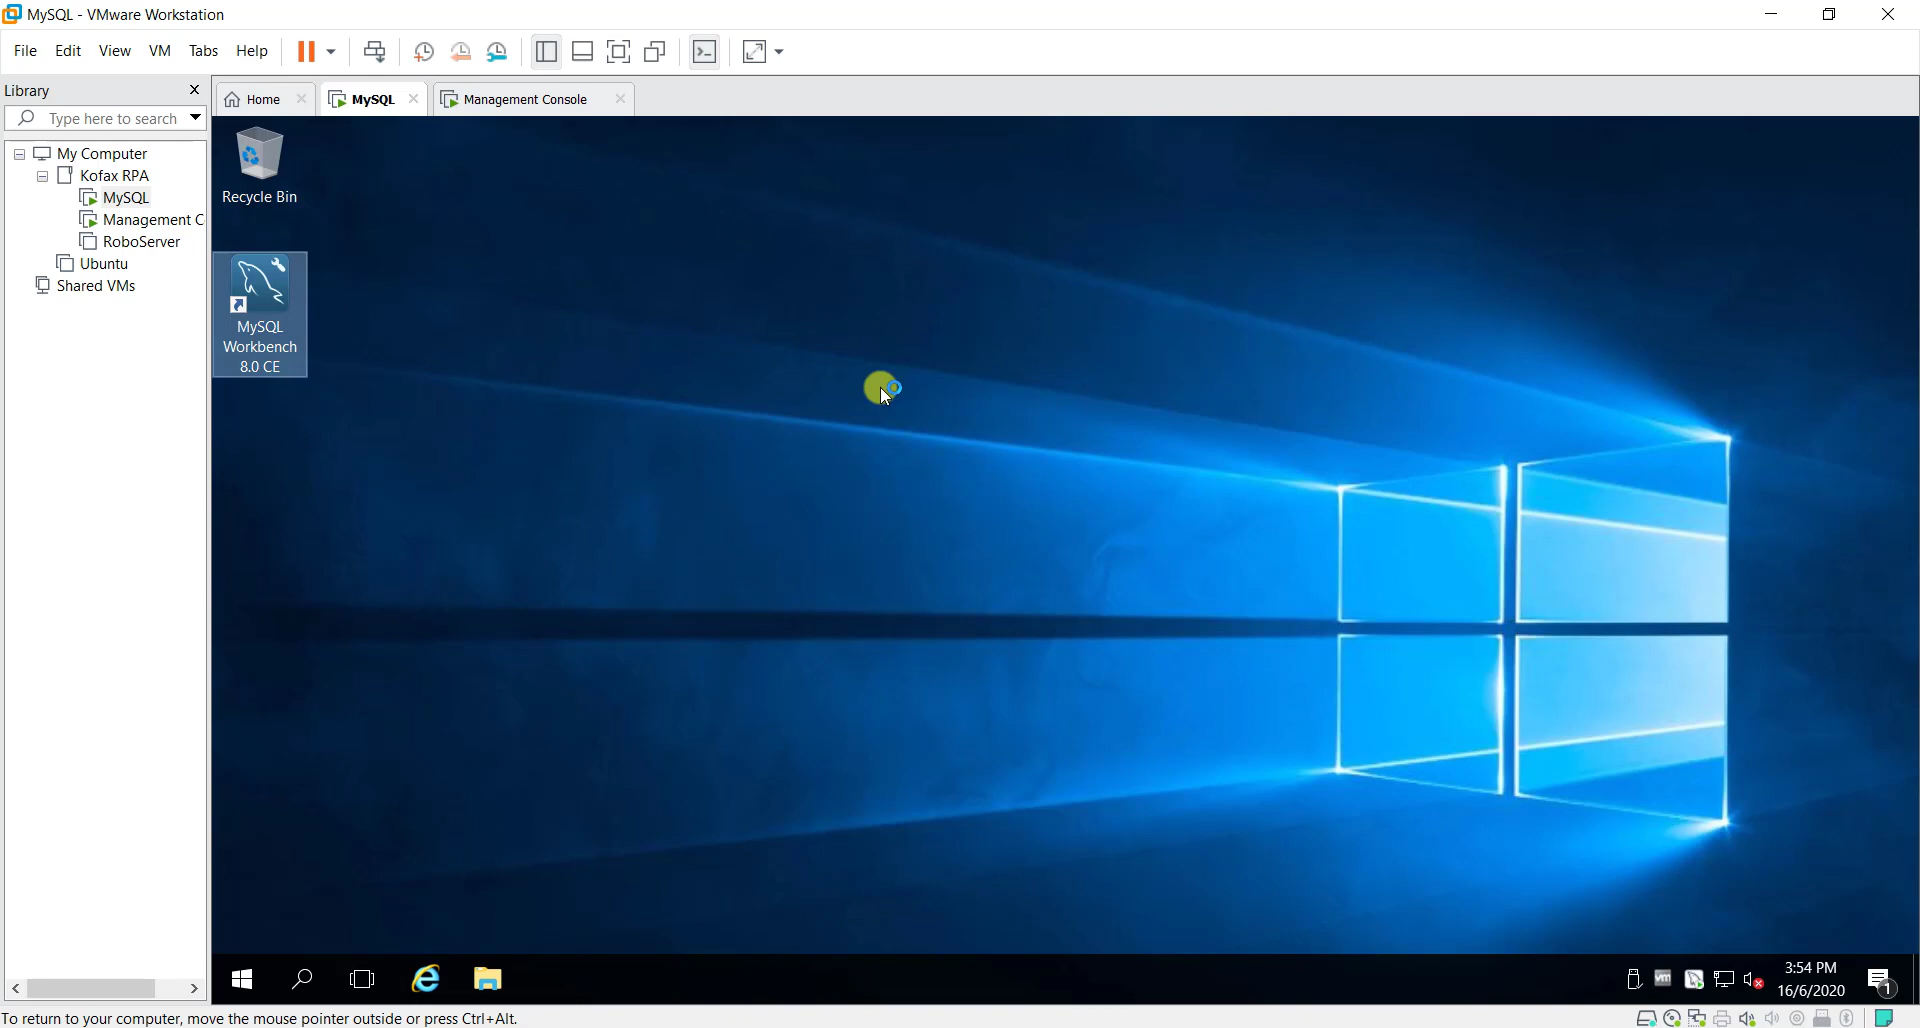 MySQL - VMware Workstation
File Edit View VM Tabs Help
Library
Type here to search
Home
MySQL
Management Console
My Computer
Kofax RPA
MySQL
Management C
RoboServer
Ubuntu
Shared VMs
Recycle Bin
MySQL
Workbench
8.0 CE
vm
3:54 PM
16/6/2020
1
To return to your computer, move the mouse pointer outside or press Ctrl+Alt.